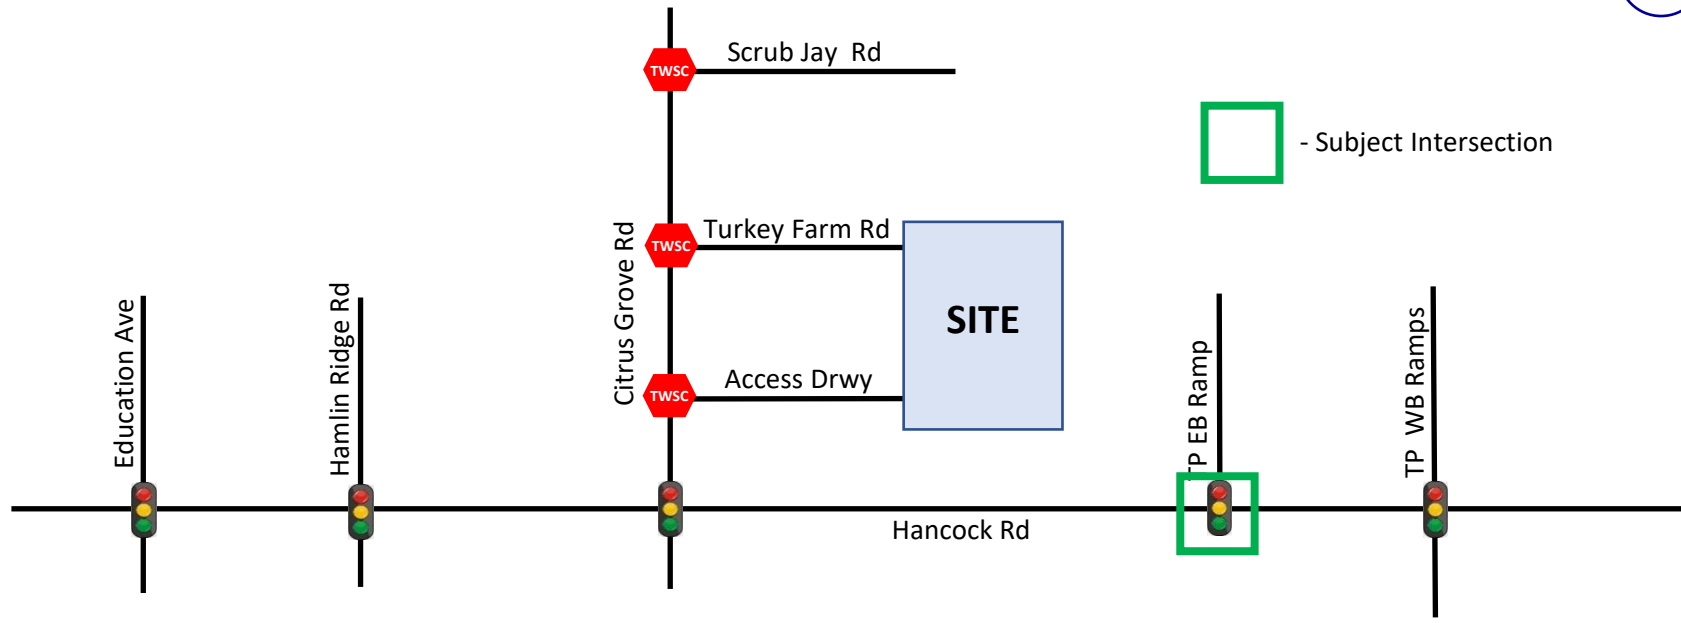 Scrub Jay Rd
TWSC
- Subject Intersection
Turkey Farm Rd
TWSC
Citrus Grove Rd
SITE
Education Ave
Hamlin Ridge Rd
Access Drwy
TWSC
TP EB Ramp
TP WB Ramps
Hancock Rd